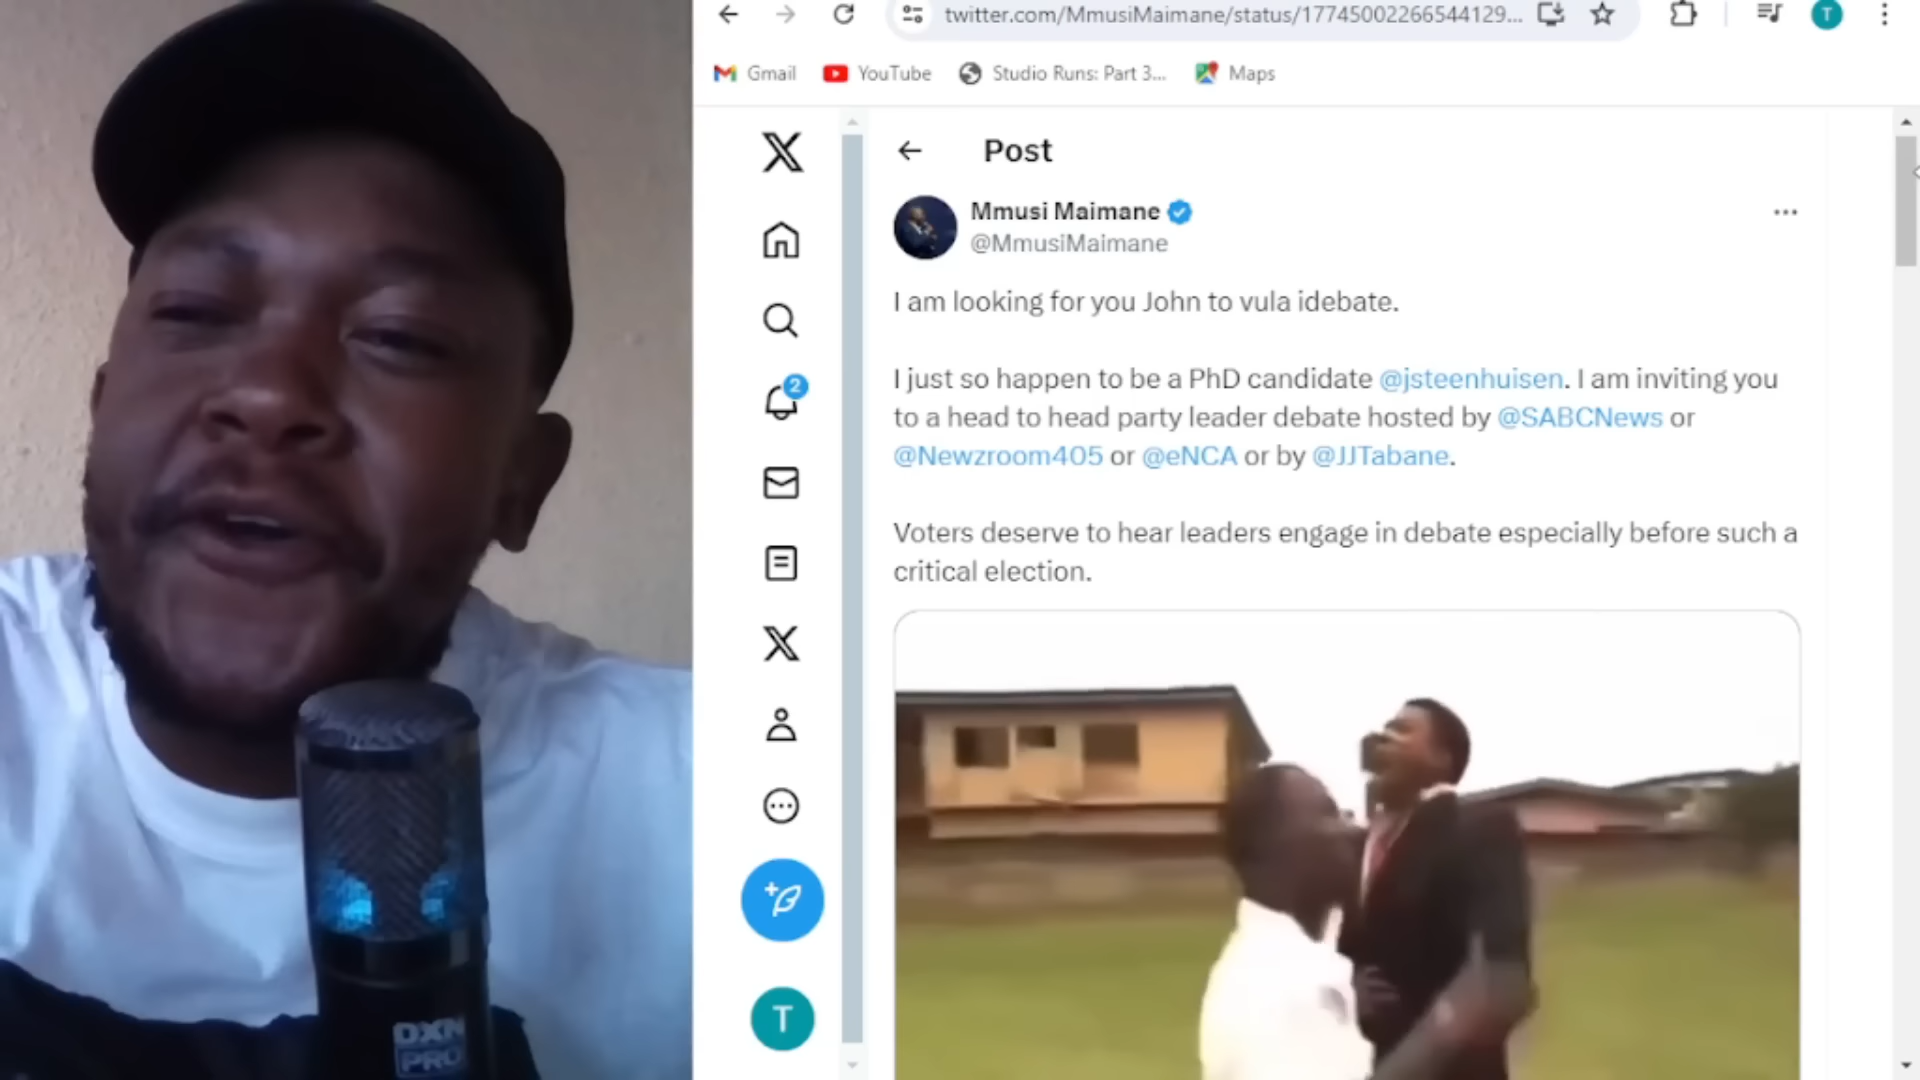 twitter.com/MmusiMaimane/status/17745002266544129...
T
Gmail
YouTube
Studio Runs: Part 3...
Maps
Post
Mmusi Maimane
@MmusiMaimane
I am looking for you John to vula idebate.
I just so happen to be a PhD candidate @jsteenhuisen. I am inviting you
to a head to head party leader debate hosted by @SABCNews or
@Newzroom405 or @eNCA or by @JJTabane.
Voters deserve to hear leaders engage in debate especially before such a
critical election.
2
T
DXN
PRO